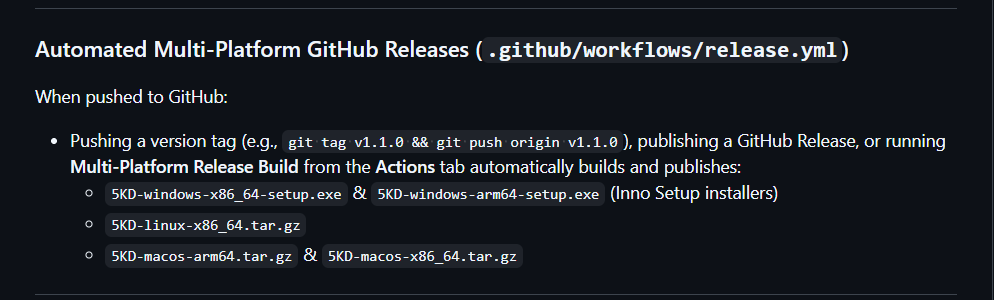 Automated Multi-Platform GitHub Releases (.github/workflows/release.yml)
When pushed to GitHub:
• Pushing a version tag (e.g., git tag v1.1.0 && git push origin v1.1.0), publishing a GitHub Release, or running
Multi-Platform Release Build from the Actions tab automatically builds and publishes:
◦ 5KD-windows-x86_64-setup.exe & 5KD-windows-arm64-setup.exe (Inno Setup installers)
◦ 5KD-linux-x86_64.tar.gz
◦ 5KD-macos-arm64.tar.gz & 5KD-macos-x86_64.tar.gz